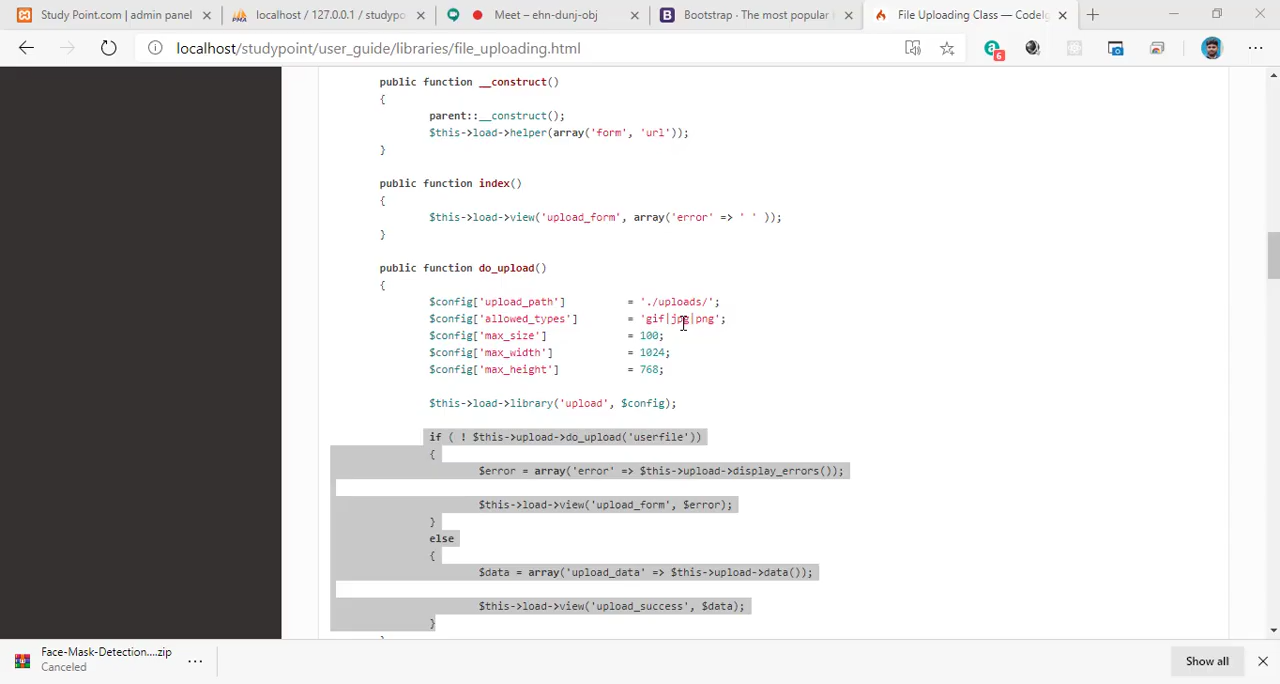 Study Point.com | admin panel
localhost / 127.0.0.1 / studypo
Meet – ehn-dunj-obj
B Bootstrap · The most popular
File Uploading Class — CodeIg
localhost/studypoint/user_guide/libraries/file_uploading.html
a 6
public function __construct()
{
parent::__construct();
$this->load->helper(array('form', 'url'));
}
public function index()
{
$this->load->view('upload_form', array('error' => ' ' ));
}
public function do_upload()
{
$config['upload_path'] = './uploads/';
$config['allowed_types'] = 'gif|jpg|png';
$config['max_size'] = 100;
$config['max_width'] = 1024;
$config['max_height'] = 768;
$this->load->library('upload', $config);
if ( ! $this->upload->do_upload('userfile'))
{
$error = array('error' => $this->upload->display_errors());
$this->load->view('upload_form', $error);
}
else
{
$data = array('upload_data' => $this->upload->data());
$this->load->view('upload_success', $data);
}
Face-Mask-Detection....zip
Canceled
Show all